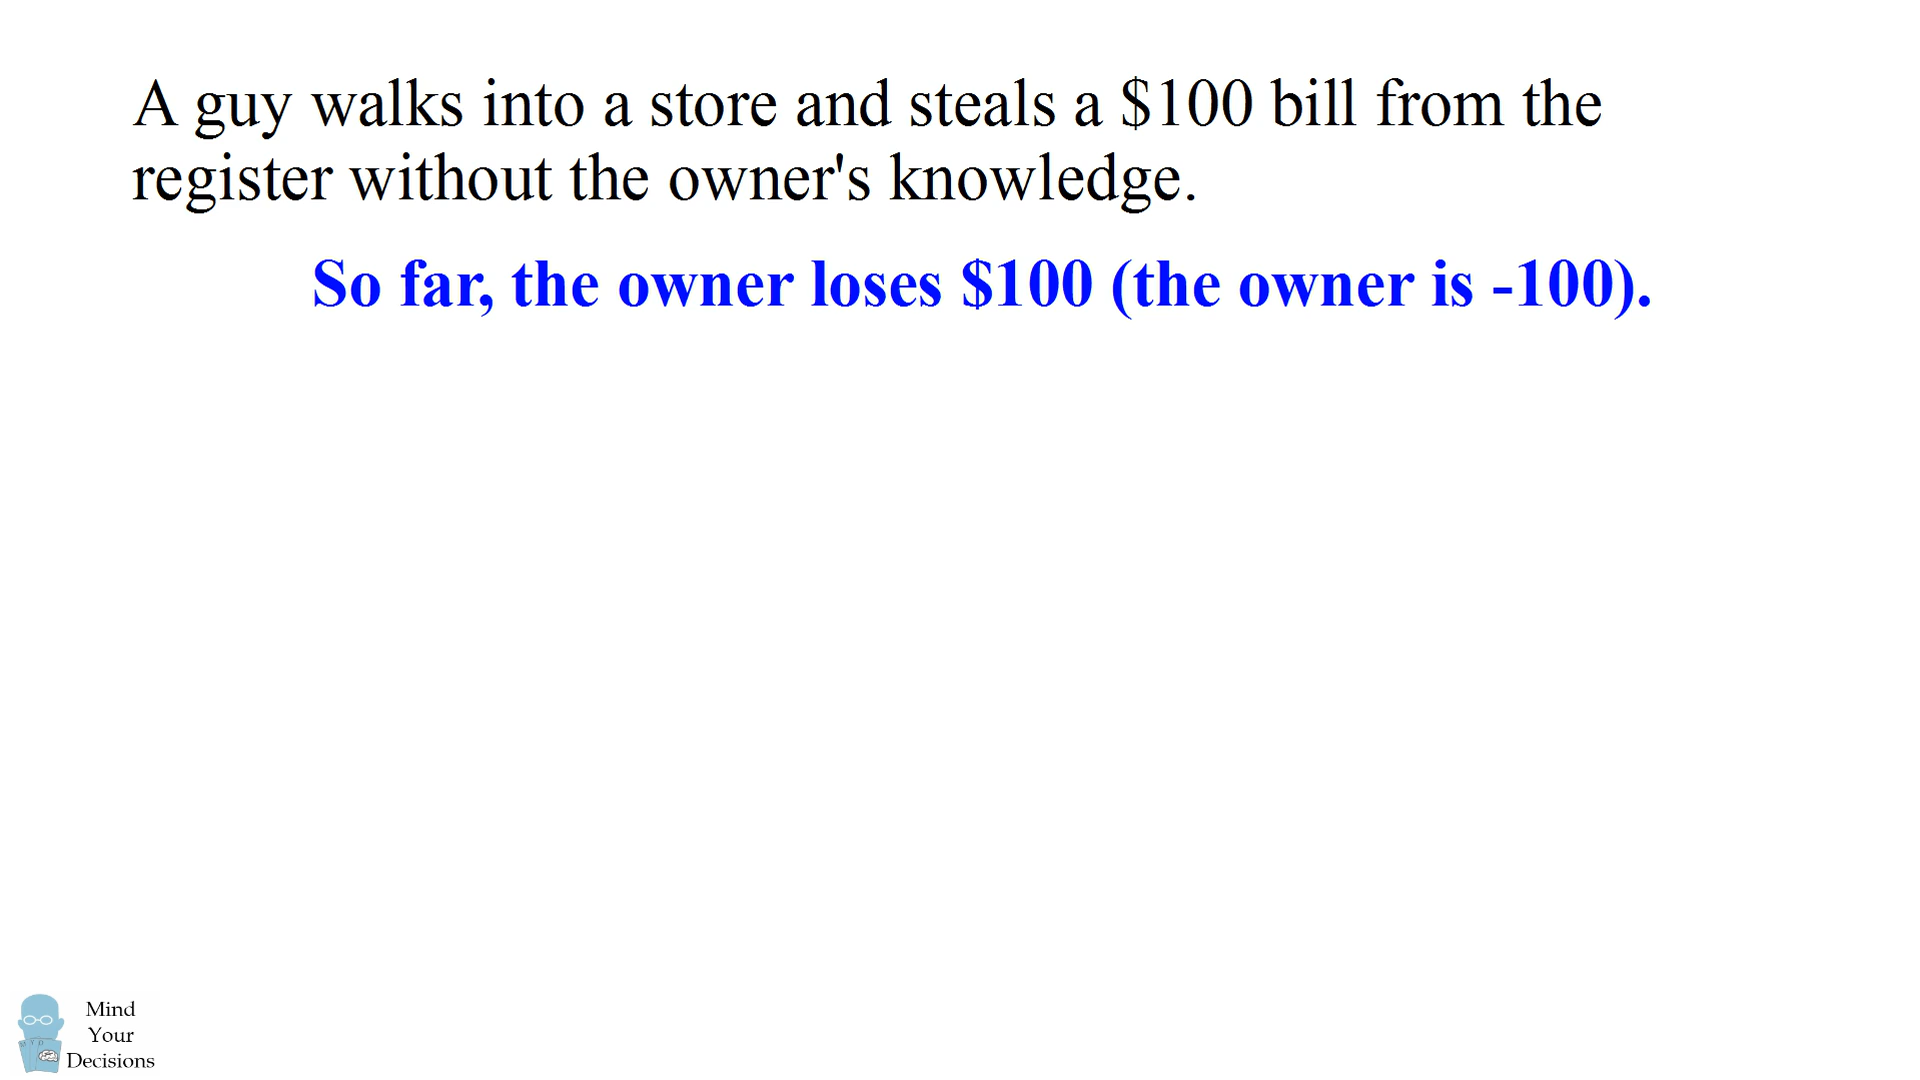 A guy walks into a store and steals a $100 bill from the
register without the owner's knowledge.
So far, the owner loses $100 (the owner is -100).
Mind
Your
Decisions
M Y D